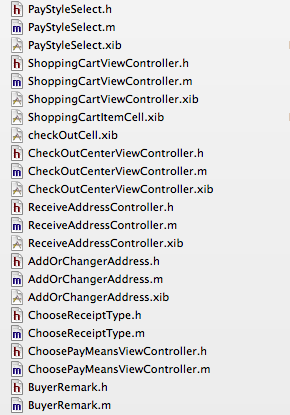 PayStyleSelect.h
PayStyleSelect.m
PayStyleSelect.xib
ShoppingCartViewController.h
ShoppingCartViewController.m
ShoppingCartViewController.xib
ShoppingCartItemCell.xib
checkOutCell.xib
CheckOutCenterViewController.h
CheckOutCenterViewController.m
CheckOutCenterViewController.xib
ReceiveAddressController.h
ReceiveAddressController.m
ReceiveAddressController.xib
AddOrChangerAddress.h
AddOrChangerAddress.m
AddOrChangerAddress.xib
ChooseReceiptType.h
ChooseReceiptType.m
ChoosePayMeansViewController.h
ChoosePayMeansViewController.m
BuyerRemark.h
BuyerRemark.m